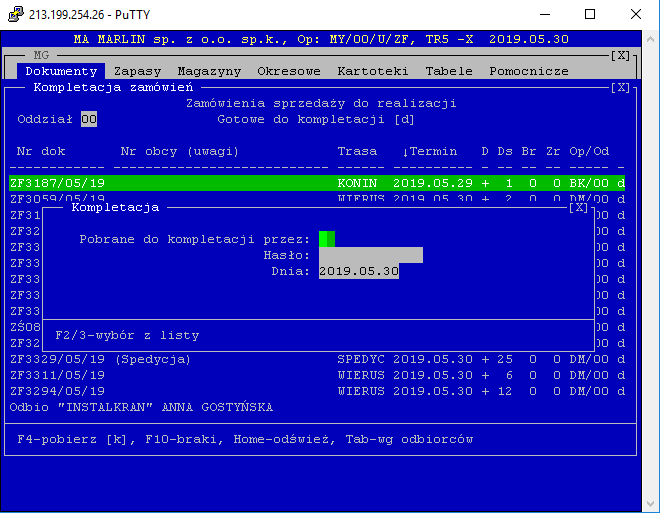 213.199.254.26 - PuTTY
MA MARLIN sp. z o.o. sp.k., Op: MY/00/U/ZF, TR5 -X 2019.05.30
MG [X]
Dokumenty Zapasy Magazyny Okresowe Kartoteki Tabele Pomocnicze
Kompletacja zamówień [X]
Zamówienia sprzedaży do realizacji
Oddział 00 Gotowe do kompletacji [d]
Nr dok Nr obcy (uwagi) Trasa ↓Termin D Ds Br Zr Op/Od
ZF3187/05/19 KONIN 2019.05.29 + 1 0 0 BK/00 d
ZF3059/05/19 WIERUS 2019.05.30 + 2 0 0 DM/00 d
ZF31 Kompletacja [X] 00 d
ZF32 00 d
ZF33 Pobrane do kompletacji przez: 00 d
ZF33 Hasło: 00 d
ZF33 Dnia: 2019.05.30 00 d
ZF33 00 d
ZF33 00 d
ZS08 00 d
ZF32 F2/3-wybór z listy 00 d
ZF3329/05/19 (Spedycja) SPEDYC 2019.05.30 + 25 0 0 DM/00 d
ZF3311/05/19 WIERUS 2019.05.30 + 6 0 0 DM/00 d
ZF3294/05/19 WIERUS 2019.05.30 + 12 0 0 DM/00 d
Odbio "INSTALKRAN" ANNA GOSTYŃSKA
F4-pobierz [k], F10-braki, Home-odśwież, Tab-wg odbiorców